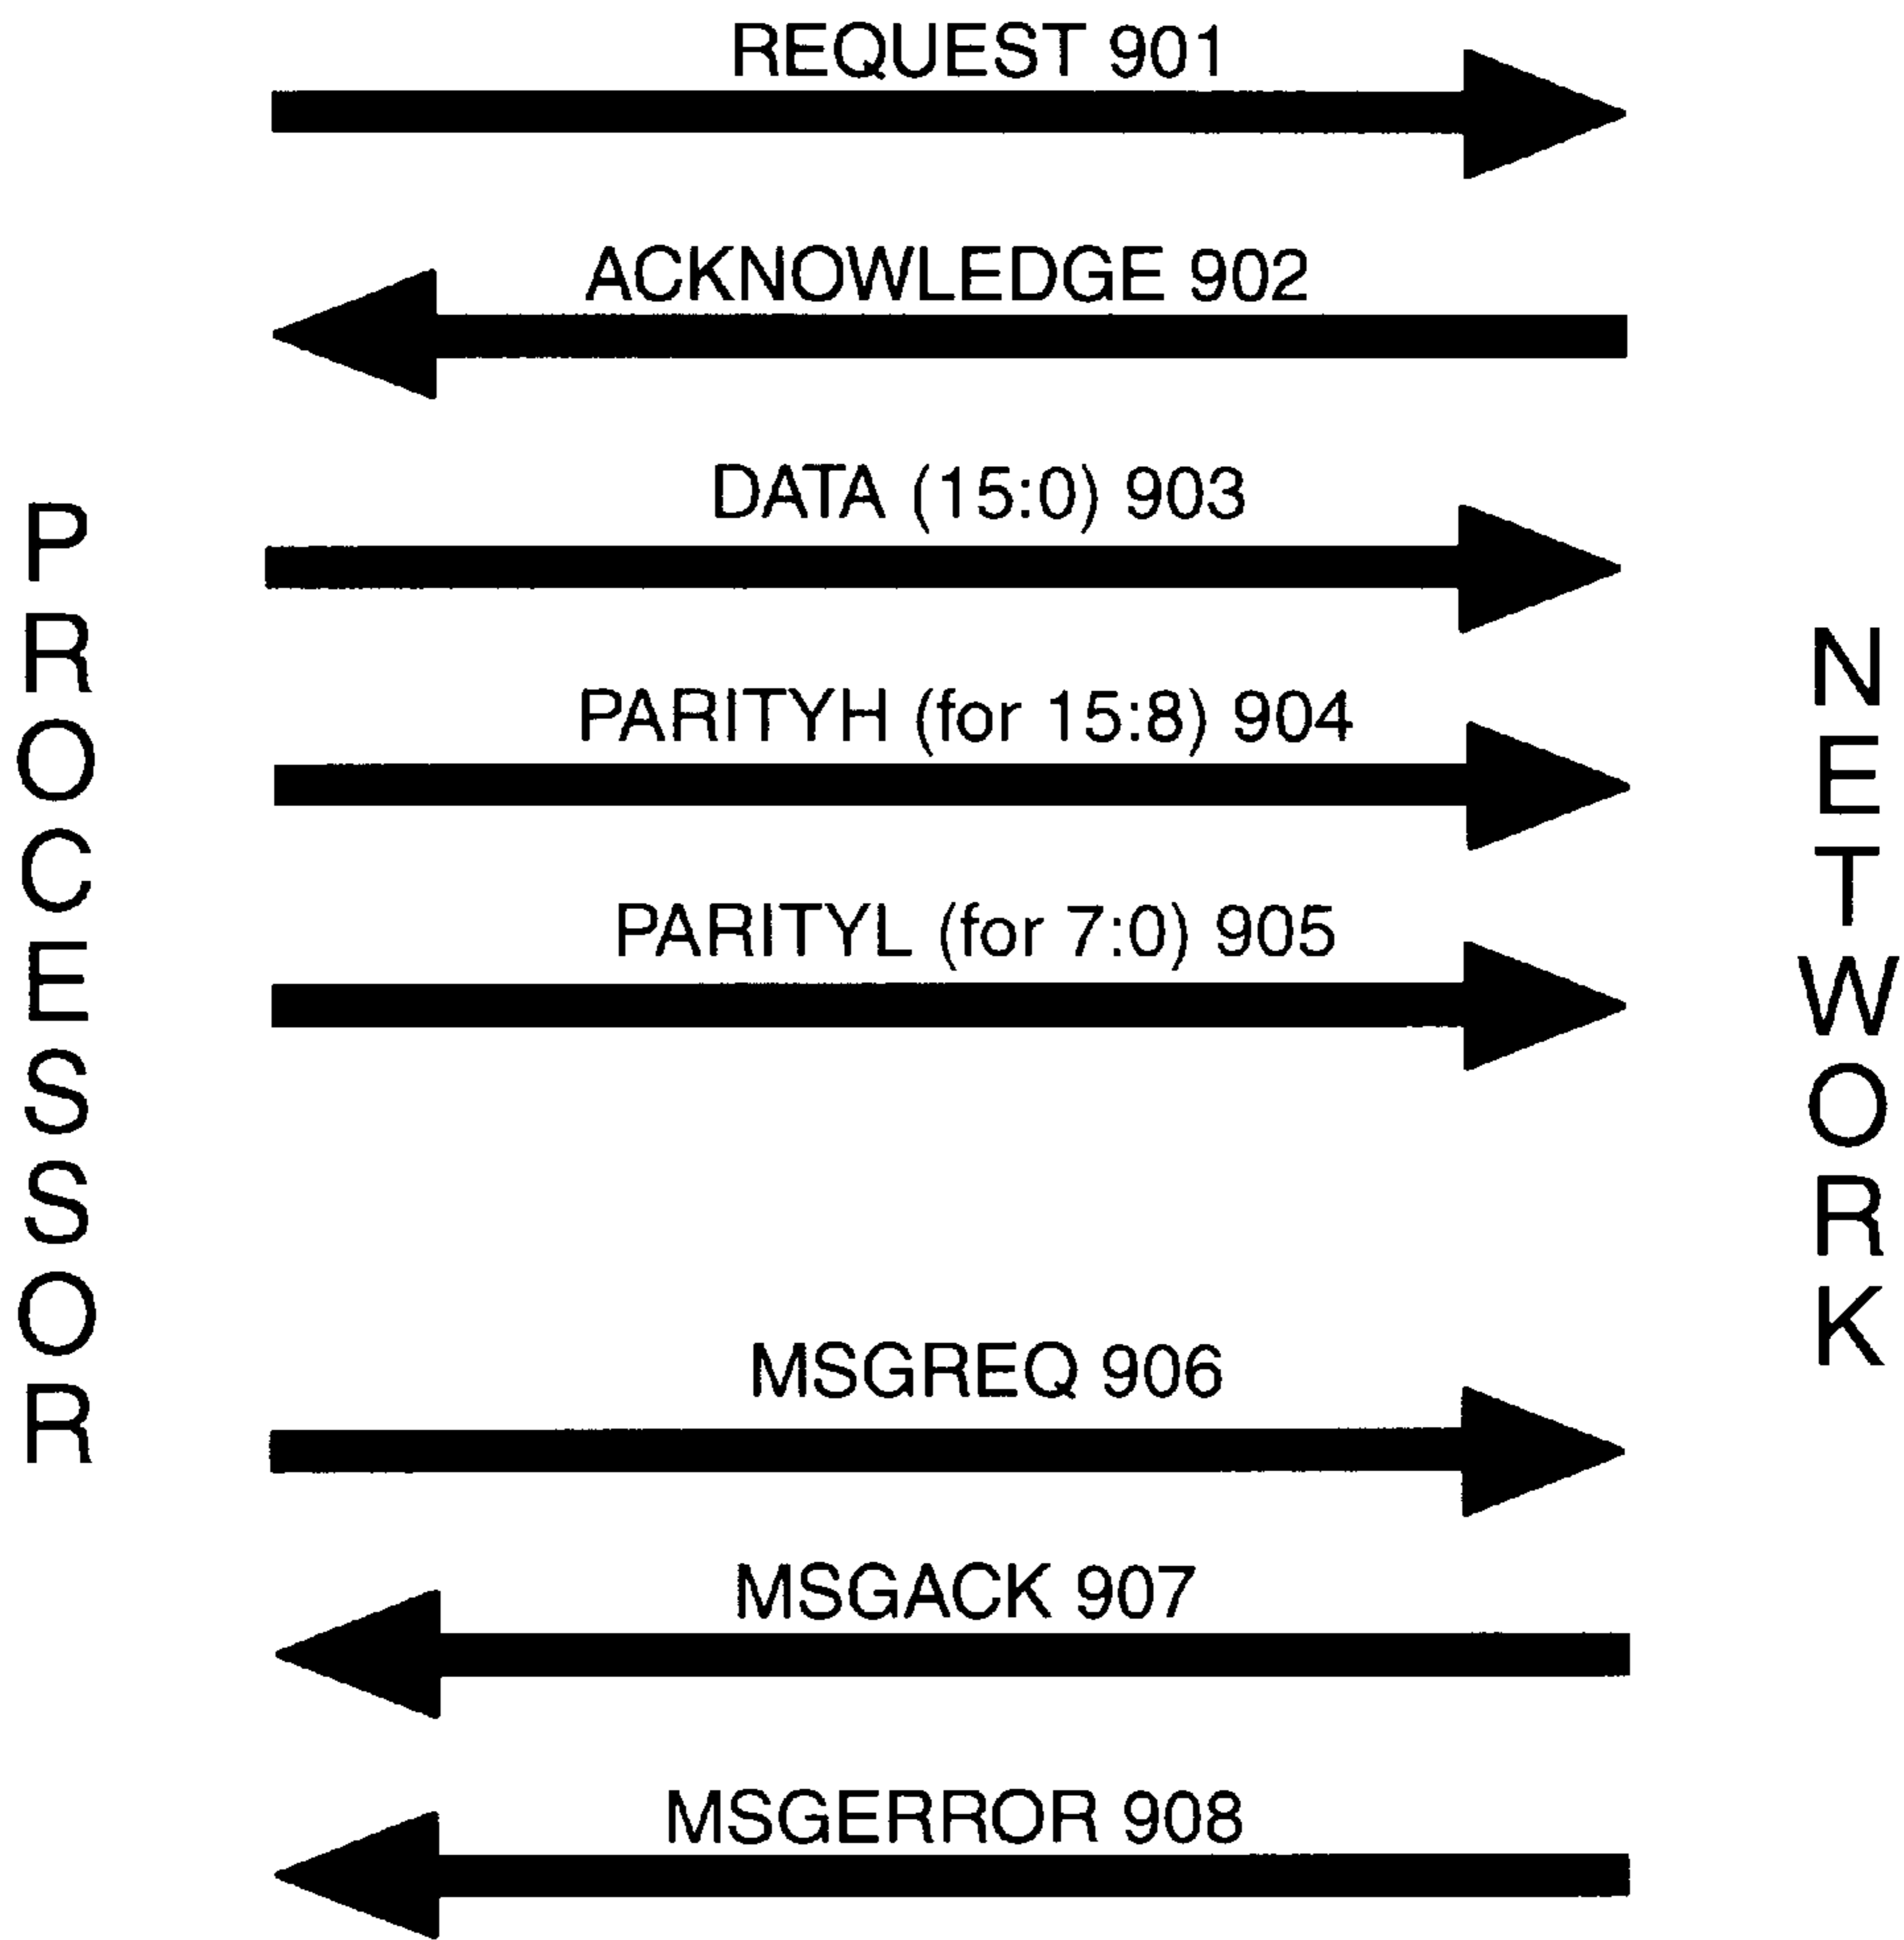 REQUEST 901
ACKNOWLEDGE 902
DATA (15:0) 903
PARITYH (for 15:8) 904
PARITYL (for 7:0) 905
MSGREQ 906
MSGACK 907
MSGERROR 908
PROCESSOR
NETWORK